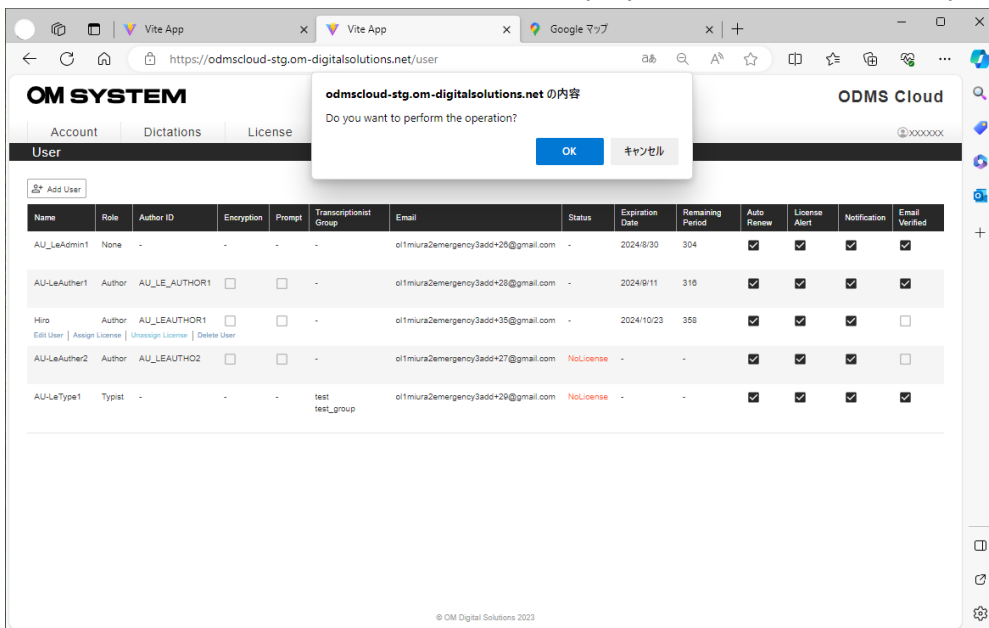 Vite App
Vite App
Google マップ
https://odmscloud-stg.om-digitalsolutions.net/user
odmscloud-stg.om-digitalsolutions.net の内容
Do you want to perform the operation?
OK キャンセル
OM SYSTEM
ODMS Cloud
Account Dictations License
xxxxxx
User
Add User
Name Role Author ID Encryption Prompt Transcriptionist Group Email Status Expiration Date Remaining Period Auto Renew License Alert Notification Email Verified
AU_LeAdmin1 None - - - - ol1miura2emergency3add+26@gmail.com - 2024/8/30 304
AU-LeAuther1 Author AU_LE_AUTHOR1 - ol1miura2emergency3add+28@gmail.com - 2024/9/11 316
Hiro Author AU_LEAUTHOR1 - ol1miura2emergency3add+35@gmail.com - 2024/10/23 358
Edit User | Assign License | Unassign License | Delete User
AU-LeAuther2 Author AU_LEAUTHO2 - ol1miura2emergency3add+27@gmail.com NoLicense - -
AU-LeType1 Typist - - - test ol1miura2emergency3add+29@gmail.com NoLicense - -
test_group
© OM Digital Solutions 2023